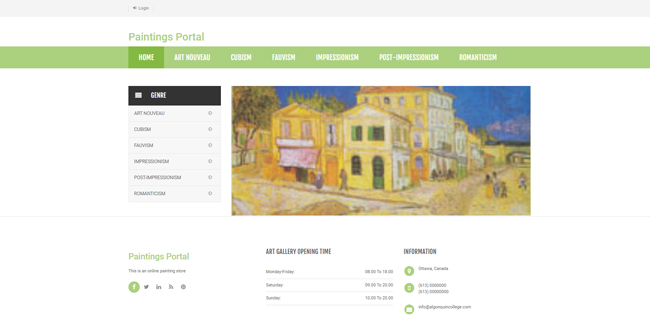 Login
Paintings Portal
HOME ART NOUVEAU CUBISM FAUVISM IMPRESSIONISM POST-IMPRESSIONISM ROMANTICISM
GENRE
ART NOUVEAU
CUBISM
FAUVISM
IMPRESSIONISM
POST-IMPRESSIONISM
ROMANTICISM
Paintings Portal
This is an online painting store
ART GALLERY OPENING TIME
Monday-Friday: 08.00 To 18.00
Saturday: 09.00 To 20.00
Sunday: 10.00 To 20.00
INFORMATION
Ottawa, Canada
(613) 0000000
(613) 00000000
info@algonquincollege.com